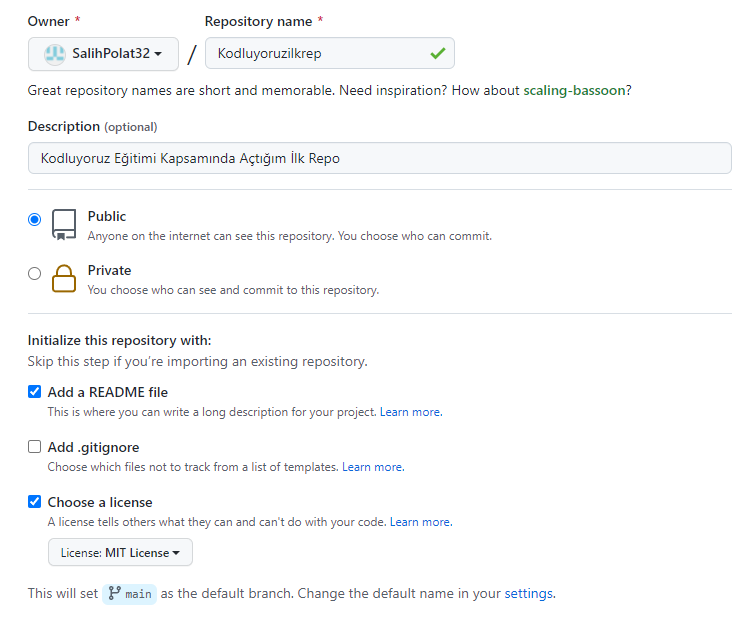 Owner * Repository name *
SalihPolat32 / Kodluyoruzilkrep
Great repository names are short and memorable. Need inspiration? How about scaling-bassoon?
Description (optional)
Kodluyoruz Eğitimi Kapsamında Açtığım İlk Repo
Public
Anyone on the internet can see this repository. You choose who can commit.
Private
You choose who can see and commit to this repository.
Initialize this repository with:
Skip this step if you're importing an existing repository.
Add a README file
This is where you can write a long description for your project. Learn more.
Add .gitignore
Choose which files not to track from a list of templates. Learn more.
Choose a license
A license tells others what they can and can't do with your code. Learn more.
License: MIT License
This will set main as the default branch. Change the default name in your settings.